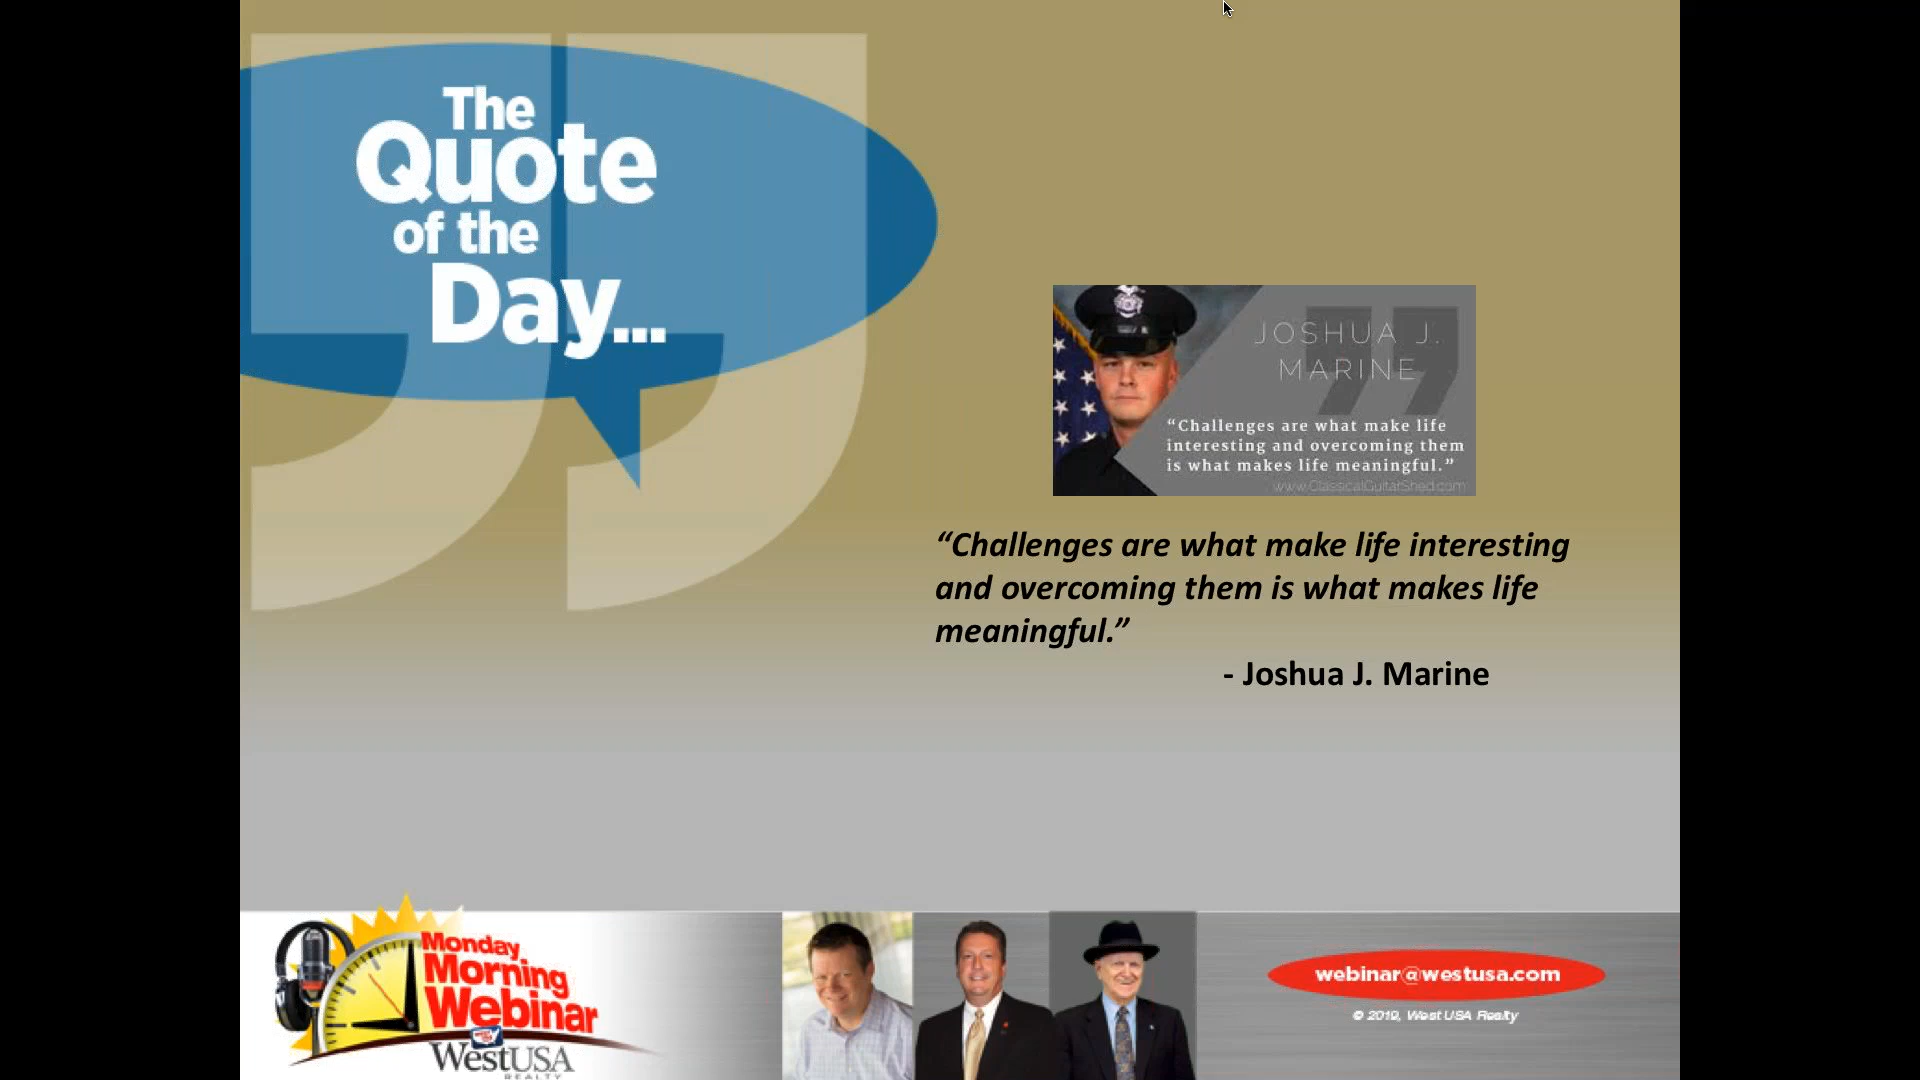 The
Quote
of the
Day...
JOSHUA J.
MARINE
“Challenges are what make life
interesting and overcoming them
is what makes life meaningful.”
www.ClassicalGuitarShed.com
“Challenges are what make life interesting
and overcoming them is what makes life
meaningful.”
- Joshua J. Marine
Monday
Morning
Webinar
WestUSA
REALTY
webinar@westusa.com
© 2019, West USA Realty